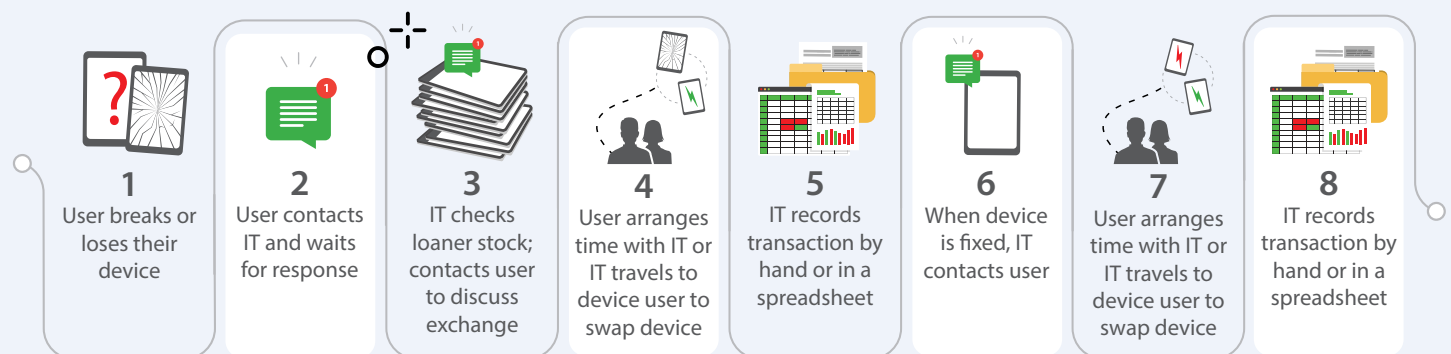 ?
1
User breaks or
loses their
device
1
2
User contacts
IT and waits
for response
1
3
IT checks
loaner stock;
contacts user
to discuss
exchange
4
User arranges
time with IT or
IT travels to
device user to
swap device
5
IT records
transaction by
hand or in a
spreadsheet
1
6
When device
is fixed, IT
contacts user
7
User arranges
time with IT or
IT travels to
device user to
swap device
8
IT records
transaction by
hand or in a
spreadsheet